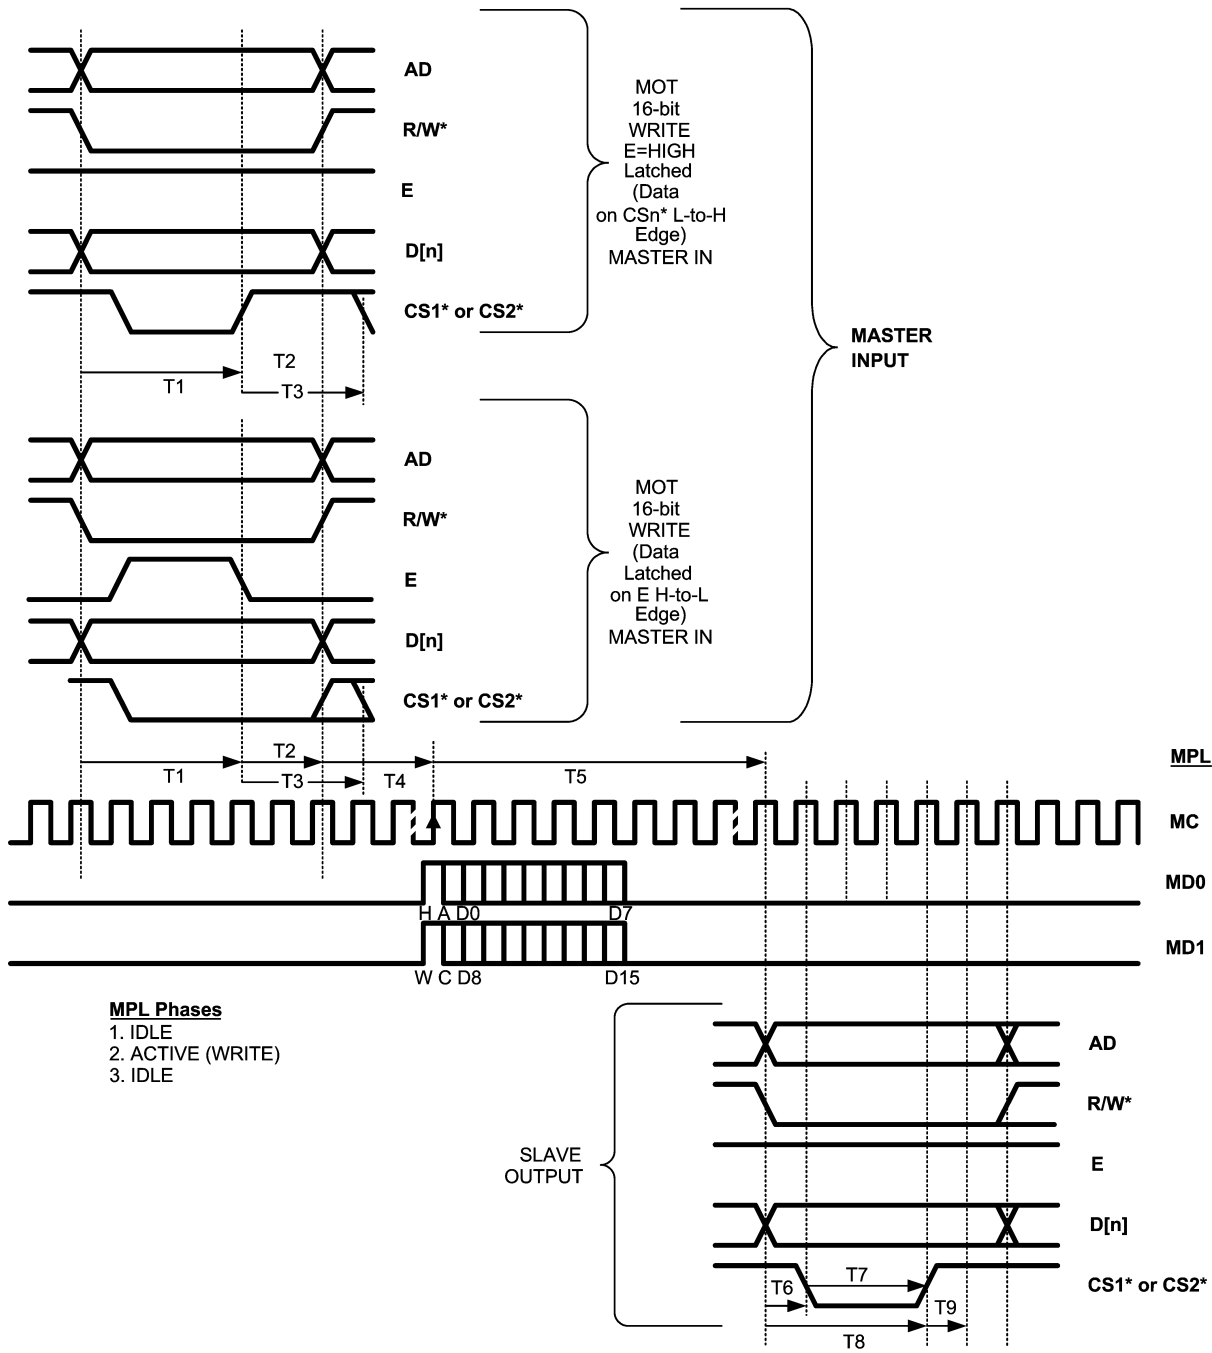 AD
R/W*
E
D[n]
CS1* or CS2*
MOT
16-bit
WRITE
E=HIGH
Latched
(Data
on CSn* L-to-H
Edge)
MASTER IN
MASTER
INPUT
T1
T2
T3
AD
R/W*
E
D[n]
CS1* or CS2*
MOT
16-bit
WRITE
(Data
Latched
on E H-to-L
Edge)
MASTER IN
T1
T2
T3
T4
T5
MPL
MC
MD0
H A D0 D7
MD1
W C D8 D15
MPL Phases
1. IDLE
2. ACTIVE (WRITE)
3. IDLE
SLAVE
OUTPUT
AD
R/W*
E
D[n]
CS1* or CS2*
T6
T7
T8
T9